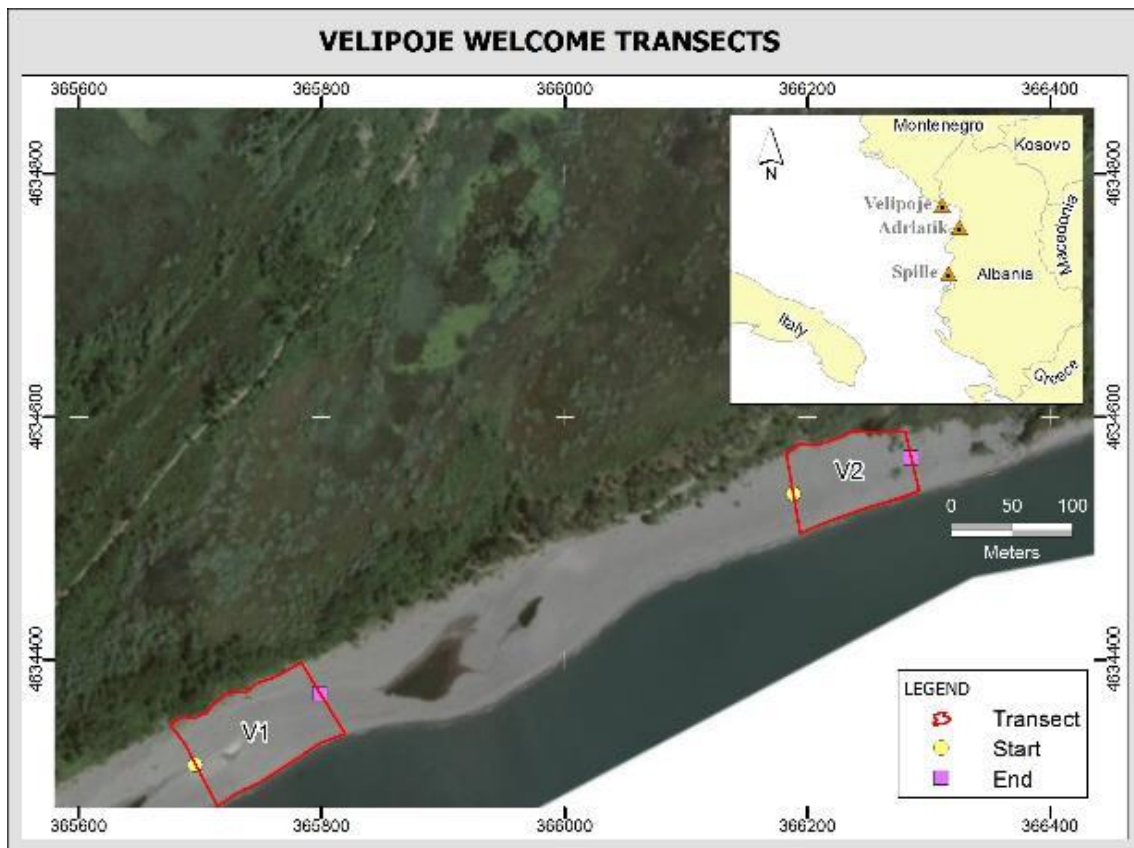 VELIPOJE WELCOME TRANSECTS
365600 365800 366000 366200 366400
4634800 4634800
4634600 4634600
4634400 4634400
Montenegro
Kosovo
N
Velipoje
Adriatik
Macedonia
Spille
Albania
Italy
Greece
V2
0 50 100
Meters
V1
LEGEND
Transect
Start
End
365600 365800 366000 366200 366400